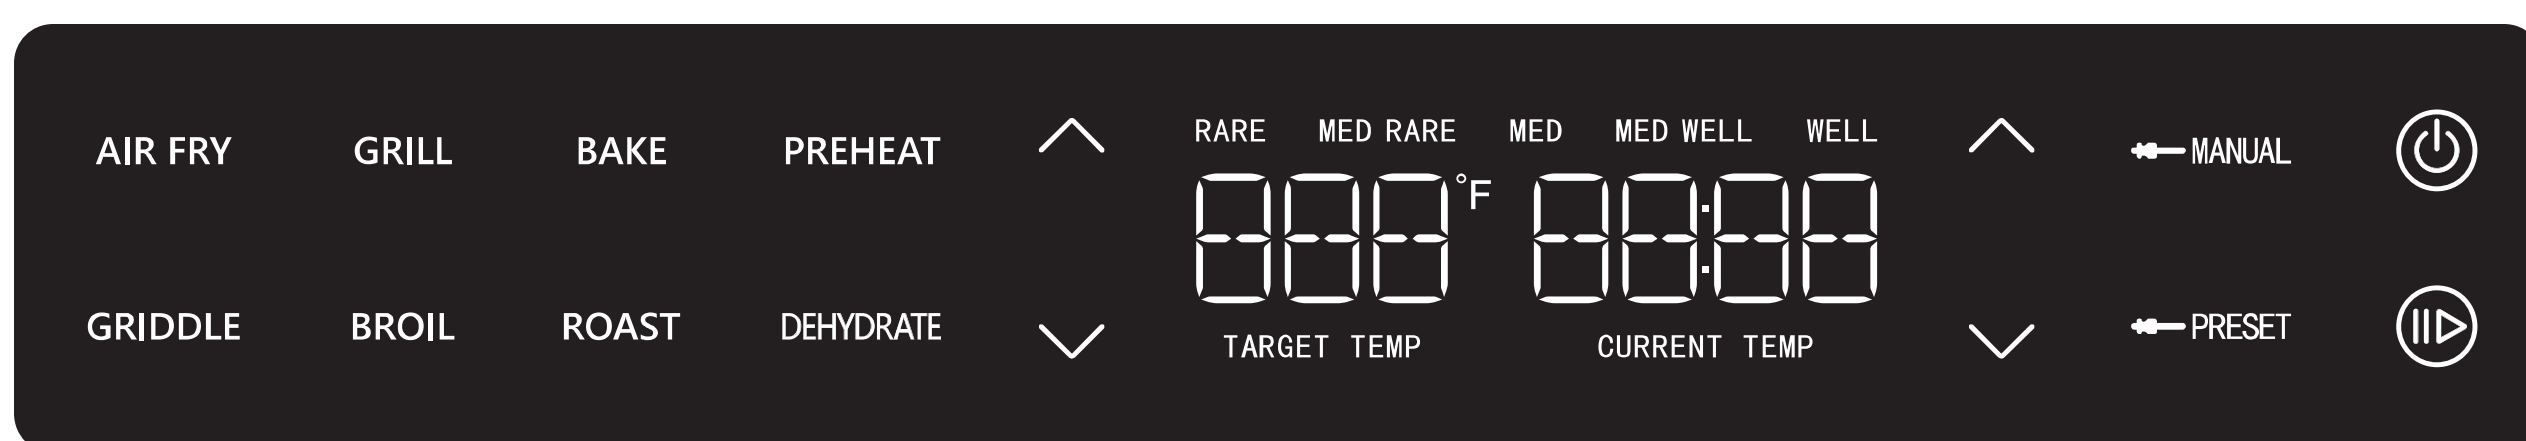 AIR FRY GRILL BAKE PREHEAT
RARE MED RARE MED MED WELL WELL
MANUAL
°F
GRIDDLE BROIL ROAST DEHYDRATE
TARGET TEMP CURRENT TEMP
PRESET